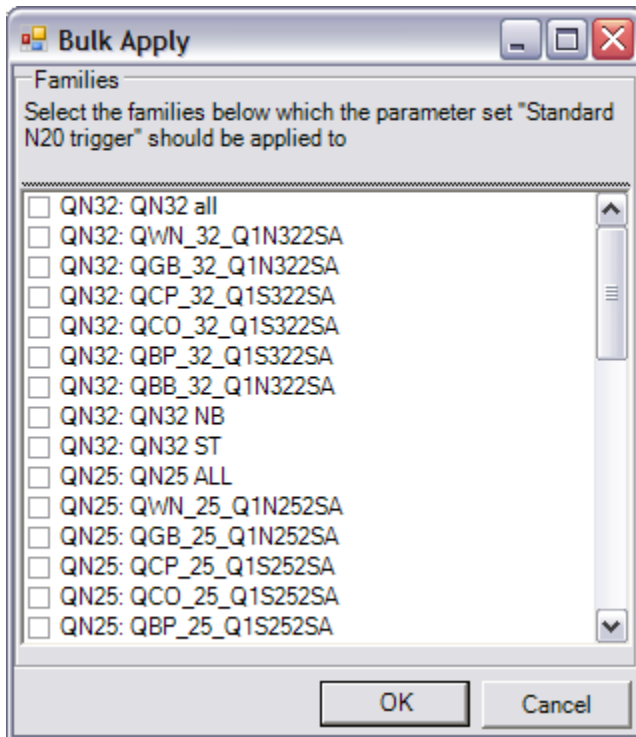 Bulk Apply
Families
Select the families below which the parameter set "Standard
N20 trigger" should be applied to
QN32: QN32 all
QN32: QWN_32_Q1N322SA
QN32: QGB_32_Q1N322SA
QN32: QCP_32_Q1S322SA
QN32: QCO_32_Q1S322SA
QN32: QBP_32_Q1S322SA
QN32: QBB_32_Q1N322SA
QN32: QN32 NB
QN32: QN32 ST
QN25: QN25 ALL
QN25: QWN_25_Q1N252SA
QN25: QGB_25_Q1N252SA
QN25: QCP_25_Q1S252SA
QN25: QCO_25_Q1S252SA
QN25: QBP_25_Q1S252SA
OK Cancel